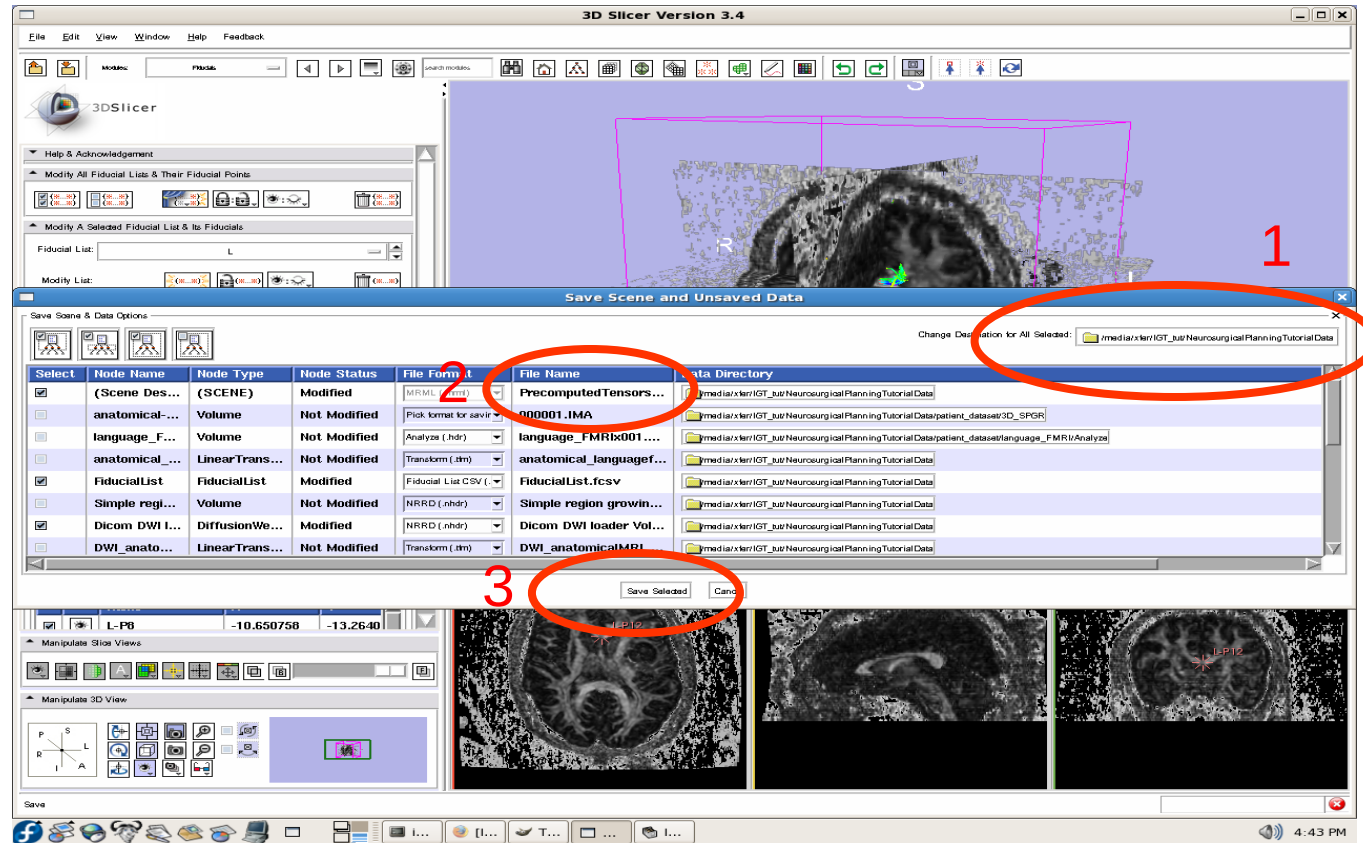 3D Slicer Version 3.4
File Edit View Window Help Feedback
Modules: Fiducials search modules
3DSlicer
S
Help & Acknowledgement
Modify All Fiducial Lists & Their Fiducial Points
Modify A Selected Fiducial List & Its Fiducials
Fiducial List: L
Modify List:
R
L
1
Save Scene and Unsaved Data
Save Scene & Data Options
Change Destination for All Selected: /media/xfer/IGT_tut/NeurosurgicalPlanningTutorialData
2
Select Node Name Node Type Node Status File Format File Name Data Directory
(Scene Des... (SCENE) Modified MRML (.mrml) PrecomputedTensors... /media/xfer/IGT_tut/NeurosurgicalPlanningTutorialData
anatomical-... Volume Not Modified Pick format for savin 000001.IMA /media/xfer/IGT_tut/NeurosurgicalPlanningTutorialData/patient_dataset/3D_SPGR
language_F... Volume Not Modified Analyze (.hdr) language_FMRIx001.... /media/xfer/IGT_tut/NeurosurgicalPlanningTutorialData/patient_dataset/language_FMRI/Analyze
anatomical_... LinearTrans... Not Modified Transform (.tfm) anatomical_languagef... /media/xfer/IGT_tut/NeurosurgicalPlanningTutorialData
FiducialList FiducialList Modified Fiducial List CSV (. FiducialList.fcsv /media/xfer/IGT_tut/NeurosurgicalPlanningTutorialData
Simple regi... Volume Not Modified NRRD (.nhdr) Simple region growin... /media/xfer/IGT_tut/NeurosurgicalPlanningTutorialData
Dicom DWI l... DiffusionWe... Modified NRRD (.nhdr) Dicom DWI loader Vol... /media/xfer/IGT_tut/NeurosurgicalPlanningTutorialData
DWI_anato... LinearTrans... Not Modified Transform (.tfm) DWI_anatomicalMRI... /media/xfer/IGT_tut/NeurosurgicalPlanningTutorialData
3
Save Selected Cancel
L-P8 -10.650758 -13.2640
Manipulate Slice Views
Manipulate 3D View
P S L R I A
L-P12
L-P12
Save
i... [I... T... ... I...
4:43 PM